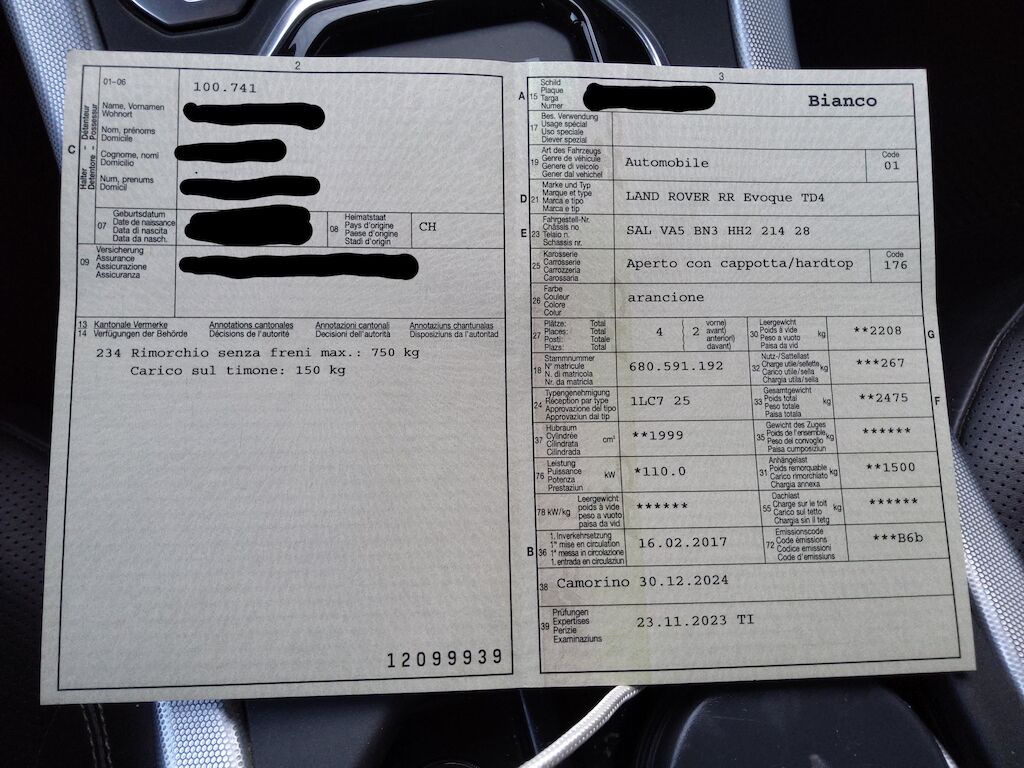 2
01–06
100.741
C
Halter - Détenteur
Detentore - Possessur
Name, Vornamen
Wohnort
Nom, prénoms
Domicile
Cognome, nomi
Domicilio
Num, prenums
Domicil
07
Geburtsdatum
Date de naissance
Data di nascita
Data da nasch.
08
Heimatstaat
Pays d'origine
Paese d'origine
Stadi d'origin
CH
09
Versicherung
Assurance
Assicurazione
Assicuranza
13 Kantonale Vermerke Annotations cantonales Annotazioni cantonali Annotaziuns chantunalas
14 Verfügungen der Behörde Décisions de l'autorité Decisioni dell'autorità Disposiziuns da l'autoritad
234 Rimorchio senza freni max.: 750 kg
Carico sul timone: 150 kg
12099939
3
A 15
Schild
Plaque
Targa
Numer
Bianco
17
Bes. Verwendung
Usage spécial
Uso speciale
Diever spezial
19
Art des Fahrzeugs
Genre de véhicule
Genere di veicolo
Gener dal vehichel
Automobile
Code
01
D 21
Marke und Typ
Marque et type
Marca e tipo
Marca e tip
LAND ROVER RR Evoque TD4
E 23
Fahrgestell-Nr.
Châssis no
Telaio n.
Schassis nr.
SAL VA5 BN3 HH2 214 28
25
Karosserie
Carrosserie
Carrozzeria
Carossaria
Aperto con cappotta/hardtop
Code
176
26
Farbe
Couleur
Colore
Colur
arancione
27
Plätze: Total
Places: Total
Posti: Totale
Plazs: Total
4
2
vorne)
avant)
anteriori)
davant)
30
Leergewicht
Poids à vide
Peso a vuoto
Paisa da vid
kg
**2208
G
18
Stammnummer
N° matricule
N. di matricola
Nr. da matricla
680.591.192
32
Nutz-/Sattellast
Charge utile/sellette
Carico utile/sella
Chargia utila/sella
kg
***267
24
Typengenehmigung
Réception par type
Approvazione del tipo
Approvaziun dal tip
1LC7 25
33
Gesamtgewicht
Poids total
Peso totale
Paisa totala
kg
**2475
F
37
Hubraum
Cylindrée
Cilindrata
Cilindrada
cm³
**1999
35
Gewicht des Zuges
Poids de l'ensemble
Peso del convoglio
Paisa cumposiziun
kg
******
76
Leistung
Puissance
Potenza
Prestaziun
kW
*110.0
31
Anhängelast
Poids remorquable
Carico rimorchiato
Chargia annexa
kg
**1500
78 kW/kg
Leergewicht
poids à vide
peso a vuoto
paisa da vid
******
55
Dachlast
Charge sur le toit
Carico sul tetto
Chargia sin il tetg
kg
******
B 36
1. Inverkehrsetzung
1re mise en circulation
1a messa in circolazione
1. entrada en circulaziun
16.02.2017
72
Emissionscode
Code émissions
Codice emissioni
Code d'emissiuns
***B6b
38 Camorino 30.12.2024
39
Prüfungen
Expertises
Perizie
Examinaziuns
23.11.2023 TI